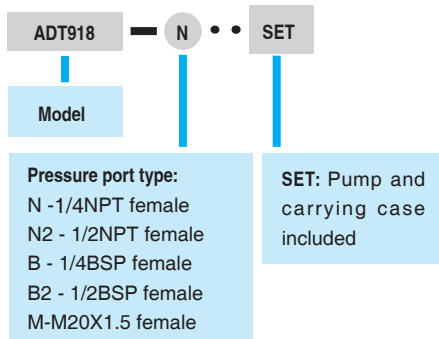 ADT918 — N • • SET
Model
Pressure port type:
N -1/4NPT female
N2 - 1/2NPT female
B - 1/4BSP female
B2 - 1/2BSP female
M-M20X1.5 female
SET: Pump and
carrying case
included